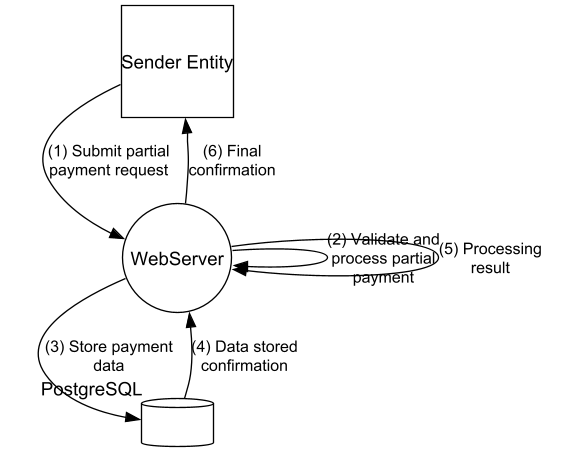 Sender Entity
(1) Submit partial
payment request
(6) Final
confirmation
WebServer
(2) Validate and
process partial
payment
(5) Processing
result
(3) Store payment
data
(4) Data stored
confirmation
PostgreSQL